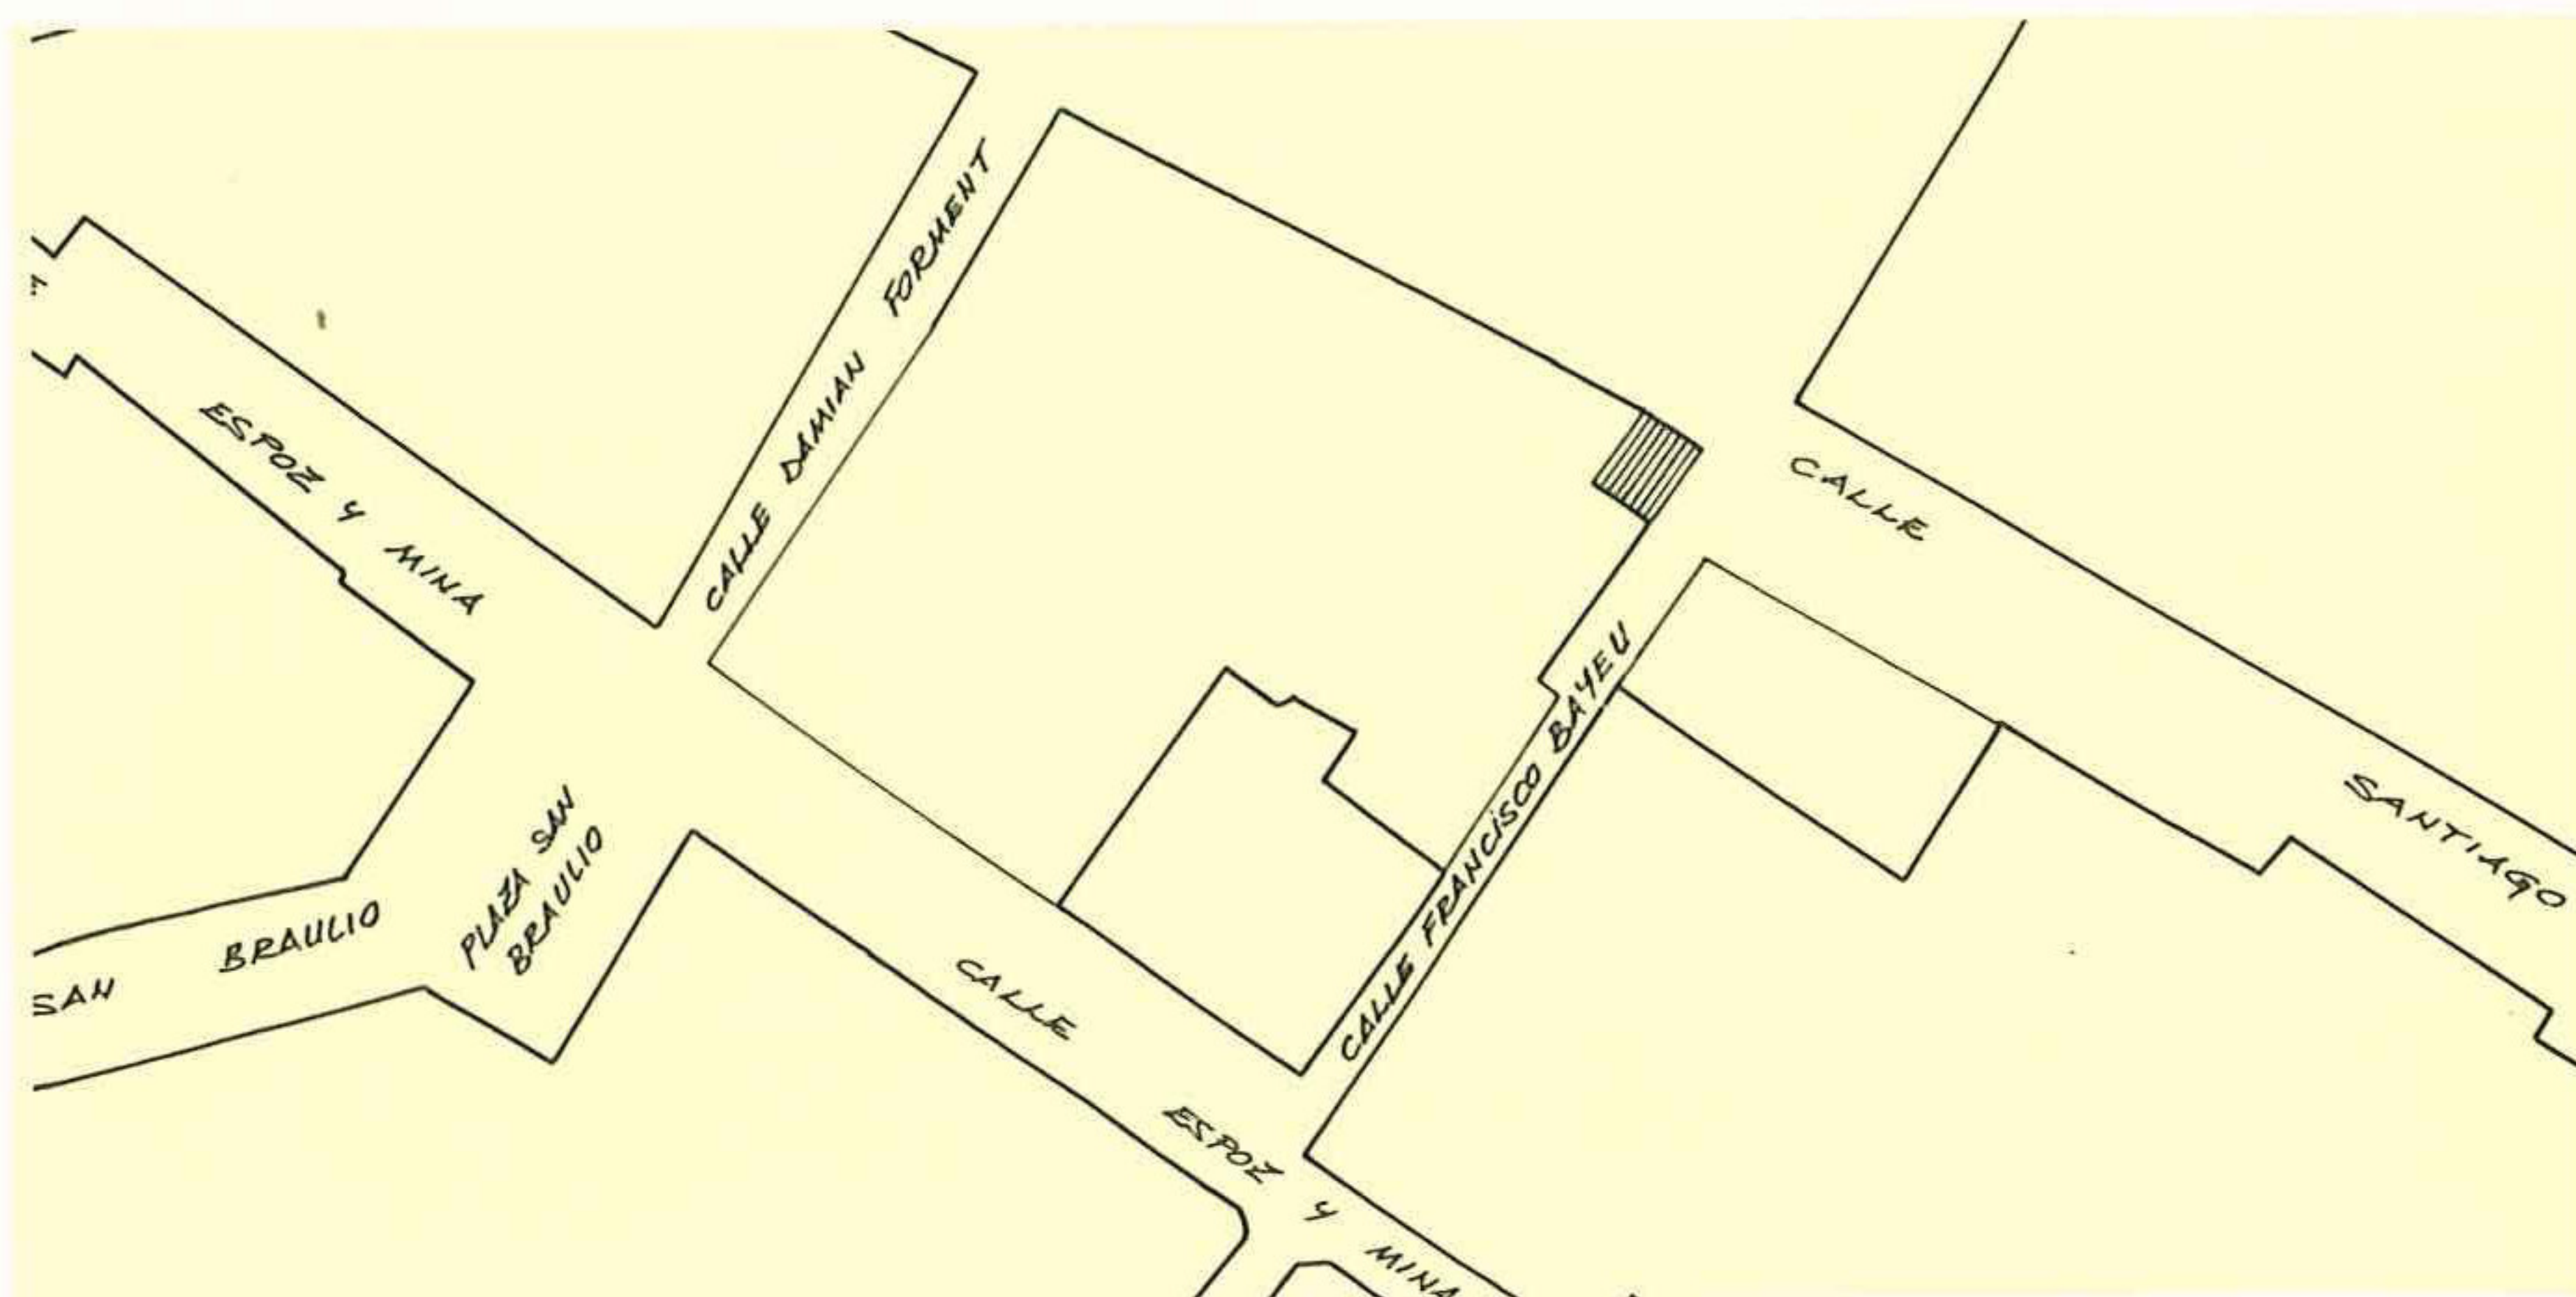 CALLE DAMIAN FORMENT
ESPOZ Y MINA
CALLE SANTIAGO
CALLE FRANCISCO BAYEU
PLAZA SAN
BRAULIO
SAN BRAULIO
CALLE ESPOZ Y MINA